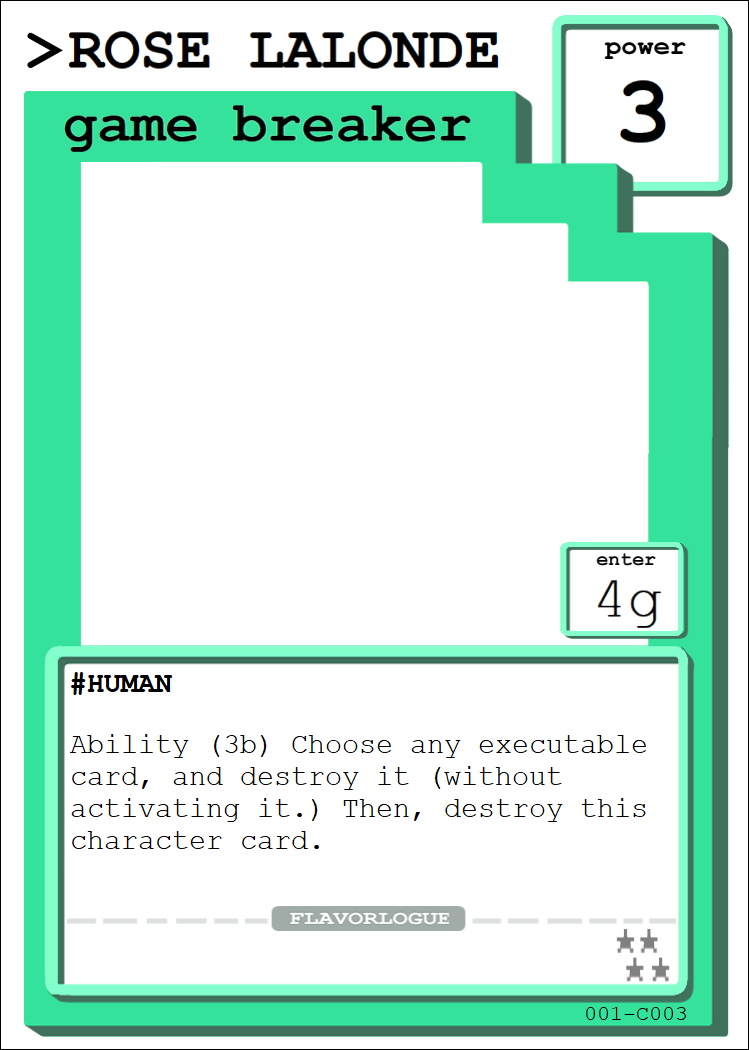 >ROSE LALONDE
power
3
game breaker
enter
4g
#HUMAN
Ability (3b) Choose any executable
card, and destroy it (without
activating it.) Then, destroy this
character card.
FLAVORLOGUE
001-C003